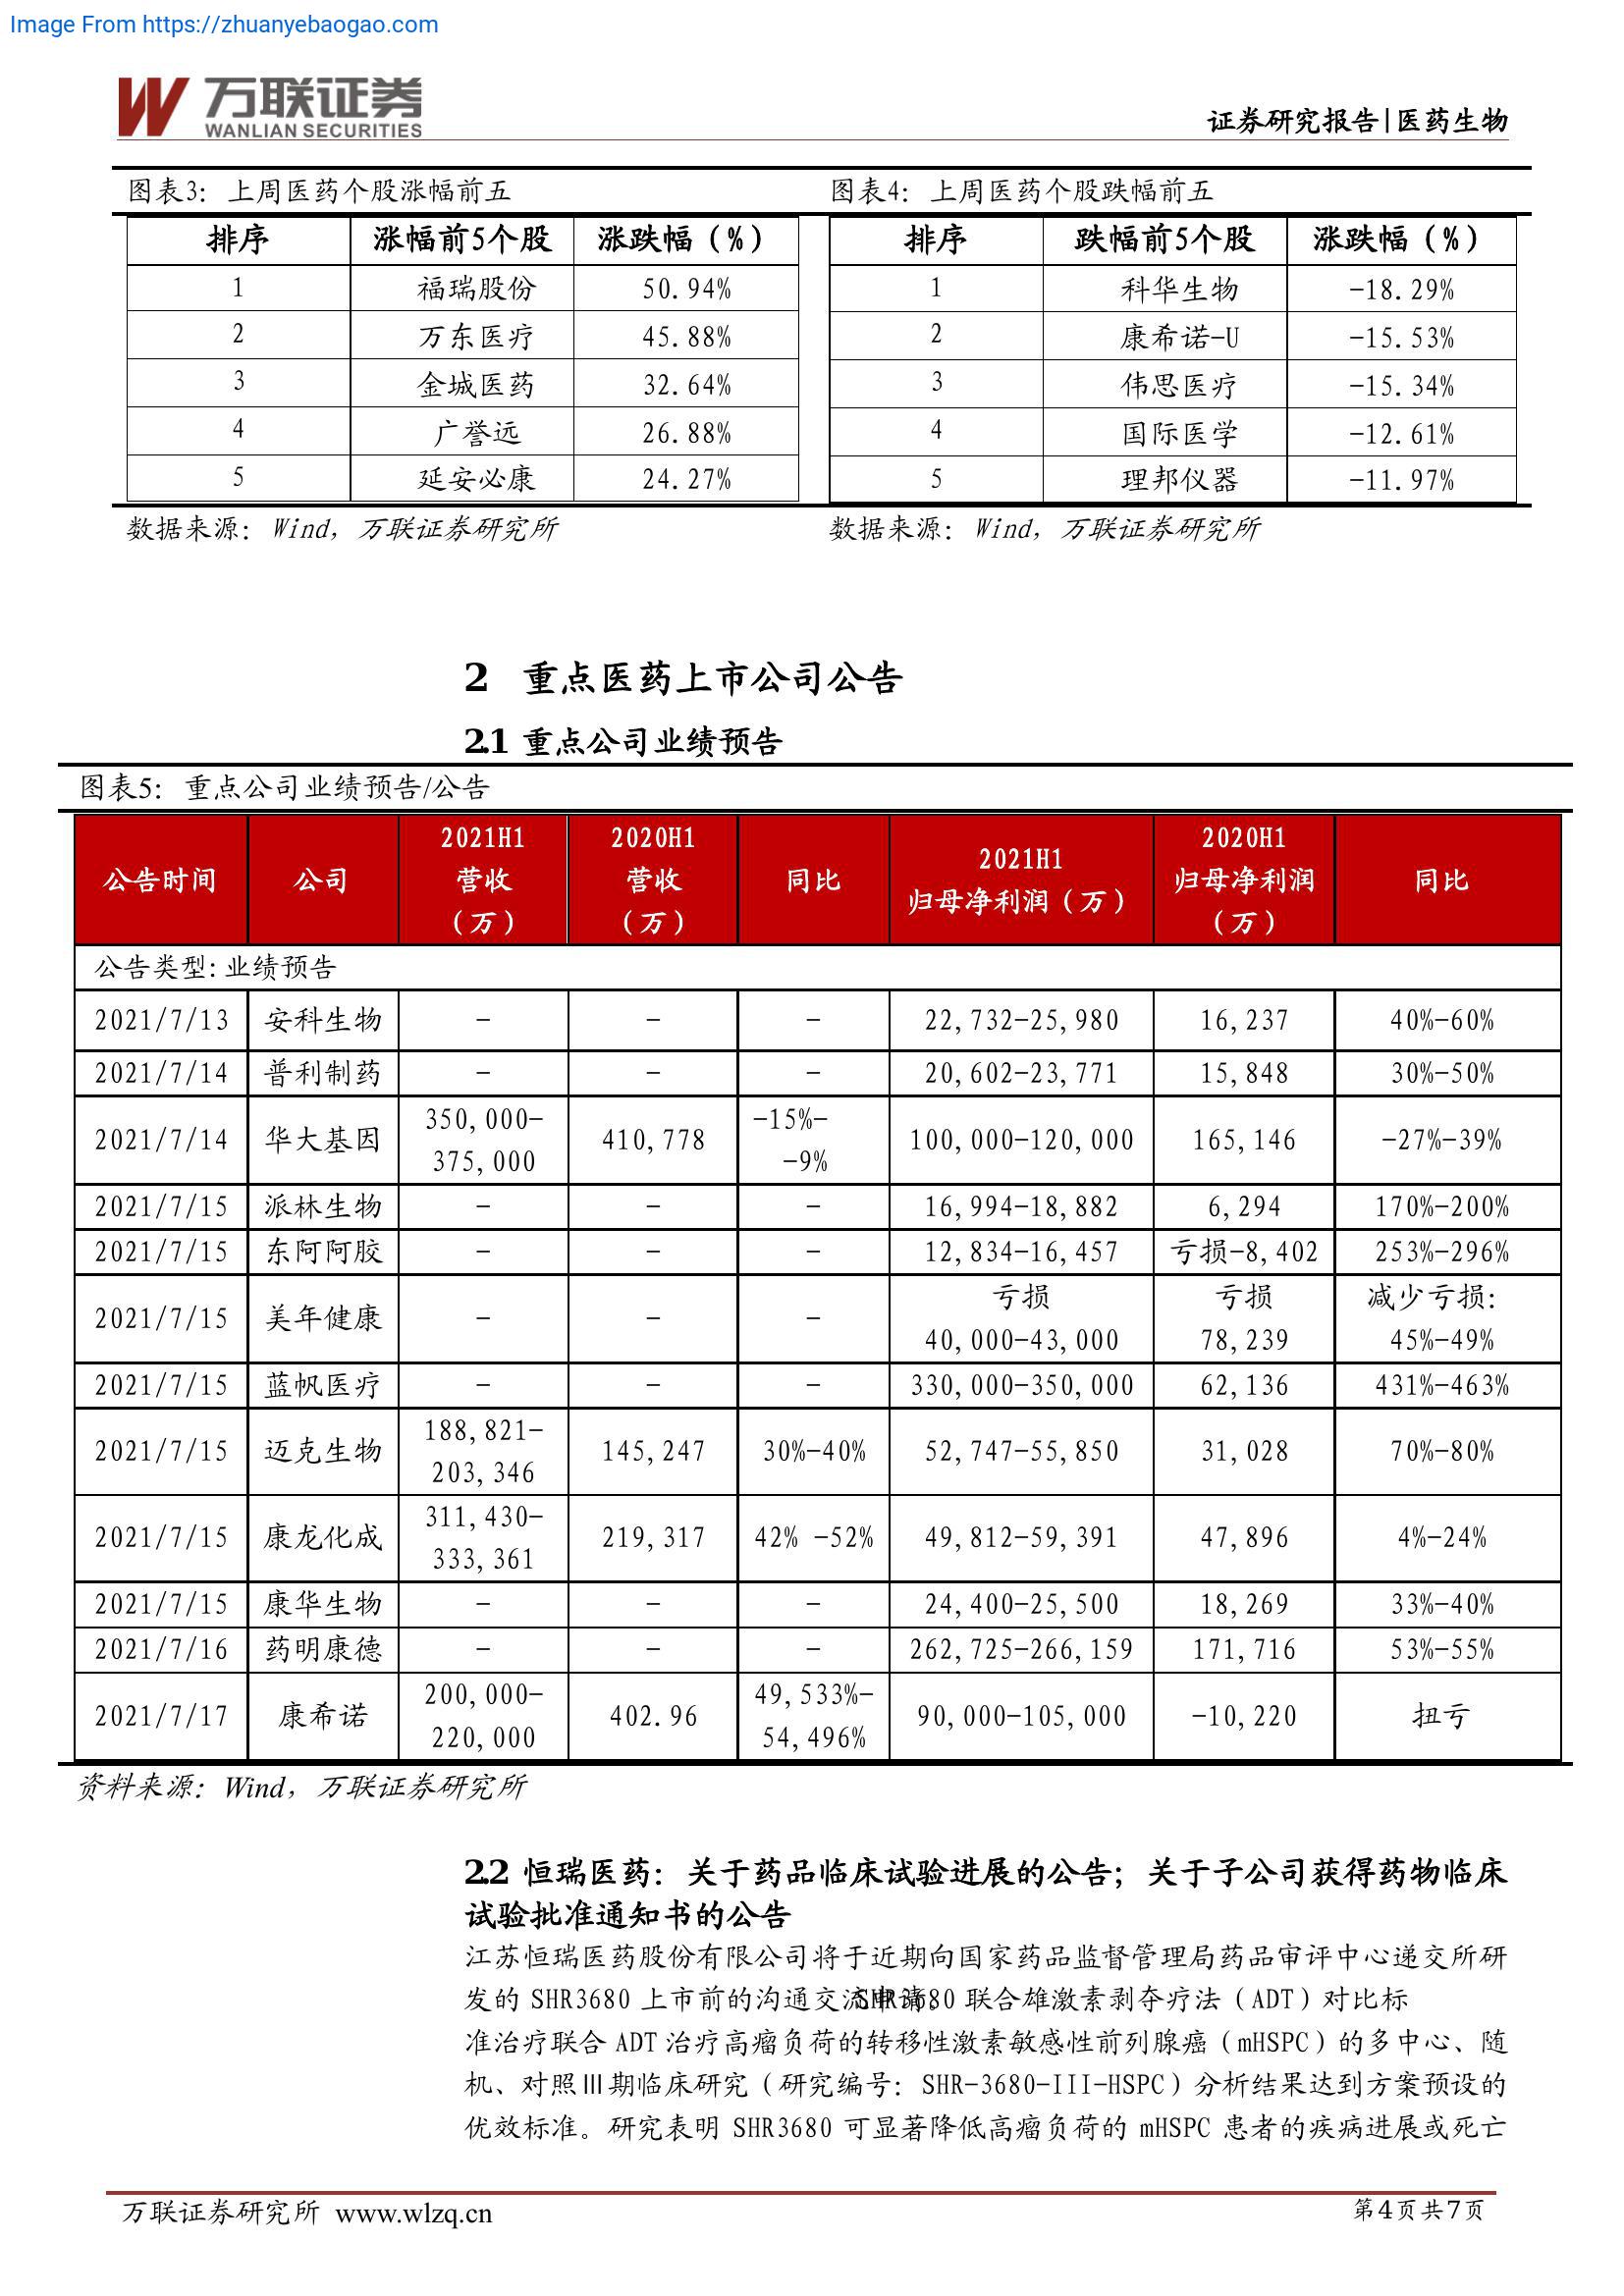 Image From https://zhuanyebaogao.com
万联证券
WANLIAN SECURITIES
证券研究报告|医药生物
图表3：上周医药个股涨幅前五
排序 涨幅前5个股 涨跌幅（%）
1 福瑞股份 50.94%
2 万东医疗 45.88%
3 金城医药 32.64%
4 广誉远 26.88%
5 延安必康 24.27%
数据来源：Wind，万联证券研究所
图表4：上周医药个股跌幅前五
排序 跌幅前5个股 涨跌幅（%）
1 科华生物 -18.29%
2 康希诺-U -15.53%
3 伟思医疗 -15.34%
4 国际医学 -12.61%
5 理邦仪器 -11.97%
数据来源：Wind，万联证券研究所
2 重点医药上市公司公告
2.1 重点公司业绩预告
图表5：重点公司业绩预告/公告
公告时间 公司 2021H1营收（万） 2020H1营收（万） 同比 2021H1归母净利润（万） 2020H1归母净利润（万） 同比
公告类型：业绩预告
2021/7/13 安科生物 - - - 22,732-25,980 16,237 40%-60%
2021/7/14 普利制药 - - - 20,602-23,771 15,848 30%-50%
2021/7/14 华大基因 350,000-375,000 410,778 -15%--9% 100,000-120,000 165,146 -27%-39%
2021/7/15 派林生物 - - - 16,994-18,882 6,294 170%-200%
2021/7/15 东阿阿胶 - - - 12,834-16,457 亏损-8,402 253%-296%
2021/7/15 美年健康 - - - 亏损40,000-43,000 亏损78,239 减少亏损：45%-49%
2021/7/15 蓝帆医疗 - - - 330,000-350,000 62,136 431%-463%
2021/7/15 迈克生物 188,821-203,346 145,247 30%-40% 52,747-55,850 31,028 70%-80%
2021/7/15 康龙化成 311,430-333,361 219,317 42% -52% 49,812-59,391 47,896 4%-24%
2021/7/15 康华生物 - - - 24,400-25,500 18,269 33%-40%
2021/7/16 药明康德 - - - 262,725-266,159 171,716 53%-55%
2021/7/17 康希诺 200,000-220,000 402.96 49,533%-54,496% 90,000-105,000 -10,220 扭亏
资料来源：Wind，万联证券研究所
2.2 恒瑞医药：关于药品临床试验进展的公告；关于子公司获得药物临床
试验批准通知书的公告
江苏恒瑞医药股份有限公司将于近期向国家药品监督管理局药品审评中心递交所研
发的 SHR3680 上市前的沟通交流申请。SHR3680 联合雄激素剥夺疗法（ADT）对比标
准治疗联合 ADT 治疗高瘤负荷的转移性激素敏感性前列腺癌（mHSPC）的多中心、随
机、对照Ⅲ期临床研究（研究编号：SHR-3680-III-HSPC）分析结果达到方案预设的
优效标准。研究表明 SHR3680 可显著降低高瘤负荷的 mHSPC 患者的疾病进展或死亡
万联证券研究所 www.wlzq.cn
第4页共7页